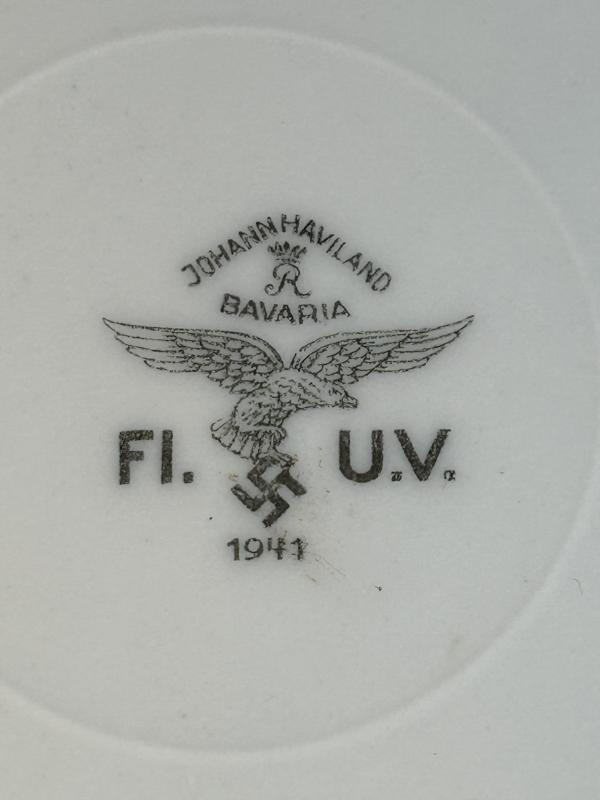 JOHANN HAVILAND
R
BAVARIA
Fl. U.V.
1941